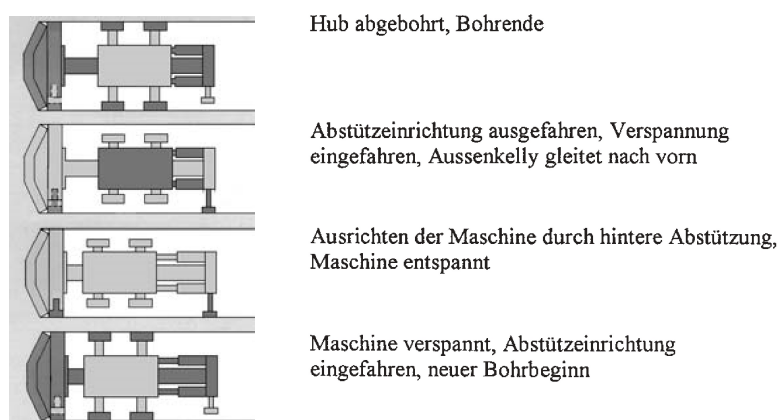 Hub abgebohrt, Bohrende
Abstützeinrichtung ausgefahren, Verspannung
eingefahren, Aussenkelly gleitet nach vorn
Ausrichten der Maschine durch hintere Abstützung,
Maschine entspannt
Maschine verspannt, Abstützeinrichtung
eingefahren, neuer Bohrbeginn